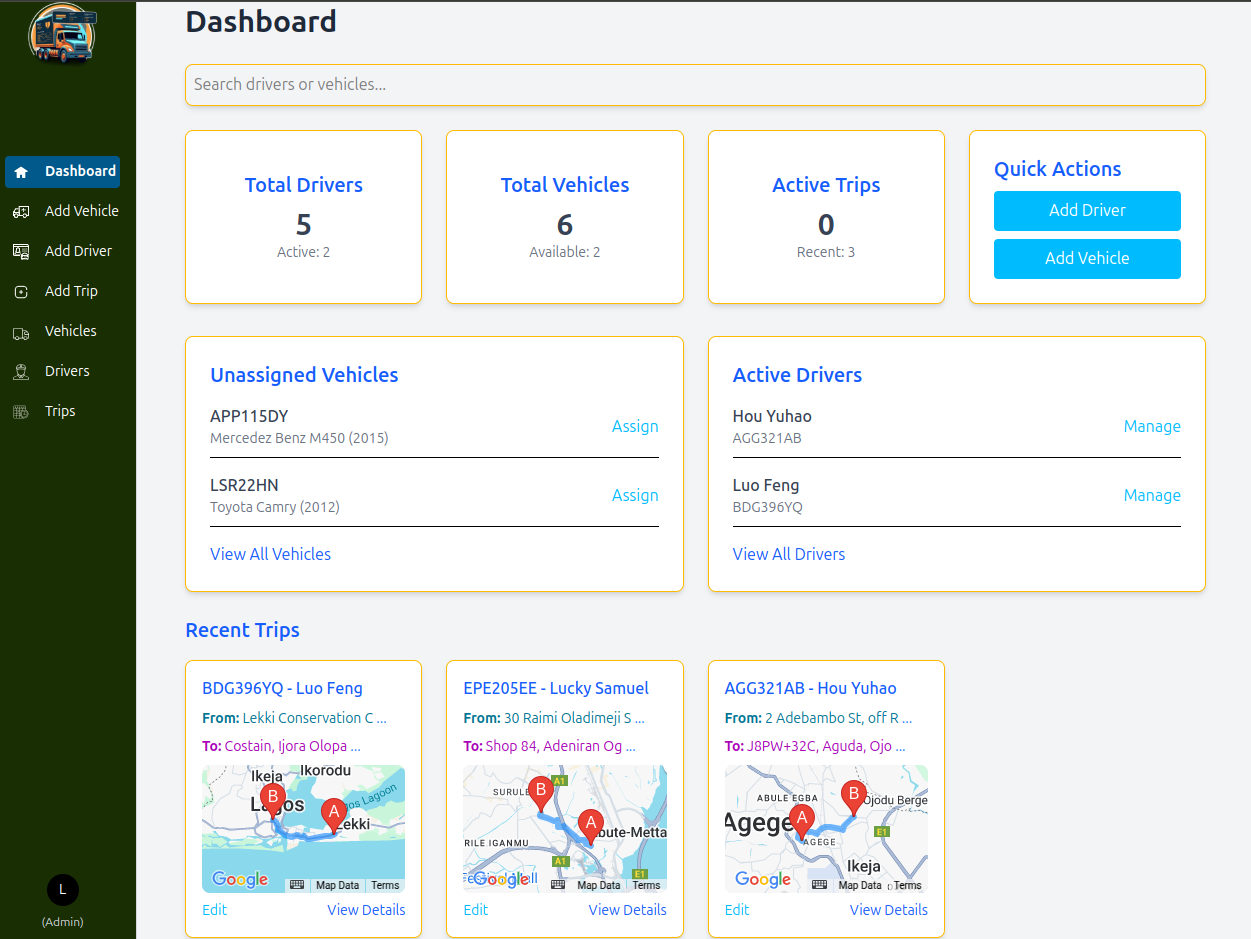 Dashboard
Search drivers or vehicles...
Dashboard
Add Vehicle
Add Driver
Add Trip
Vehicles
Drivers
Trips
L
(Admin)
Total Drivers
5
Active: 2
Total Vehicles
6
Available: 2
Active Trips
0
Recent: 3
Quick Actions
Add Driver
Add Vehicle
Unassigned Vehicles
APP115DY
Mercedez Benz M450 (2015)
Assign
LSR22HN
Toyota Camry (2012)
Assign
View All Vehicles
Active Drivers
Hou Yuhao
AGG321AB
Manage
Luo Feng
BDG396YQ
Manage
View All Drivers
Recent Trips
BDG396YQ - Luo Feng
From: Lekki Conservation C ...
To: Costain, Ijora Olopa ...
Ikorodu
Ikeja
B
A
Lagos
Lagos Lagoon
Lekki
Google
Map Data
Terms
Edit
View Details
EPE205EE - Lucky Samuel
From: 30 Raimi Oladimeji S ...
To: Shop 84, Adeniran Og ...
A1
SURULE
B
A
bute-Metta
RILE IGANMU
A1
E1
Google
Map Data
Terms
Edit
View Details
AGG321AB - Hou Yuhao
From: 2 Adebambo St, off R ...
To: J8PW+32C, Aguda, Ojo ...
ABULE EGBA
B
Ojodu Berge
A
Agege
E1
AGEGE
Ikeja
Google
Map Data
Terms
Edit
View Details